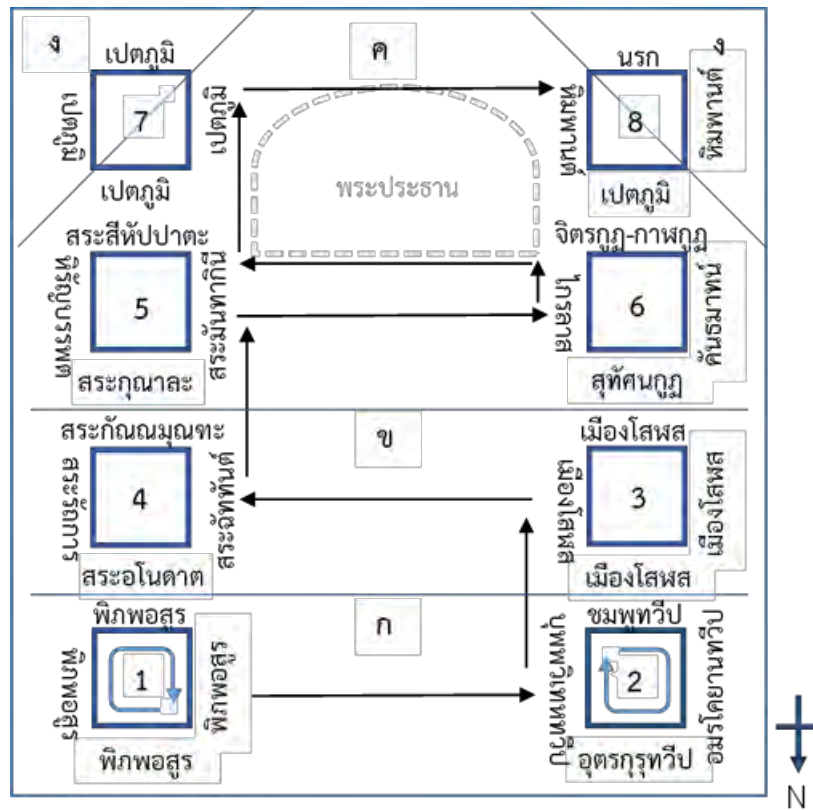 ง
เปตภูมิ
ค
นรก
ง
เปตภูมิ
7
เปตภูมิ
หิมพานต์
8
หิมพานต์
เปตภูมิ
พระประธาน
เปตภูมิ
สระสีหัปปาตะ
จิตรกูฏ-กาฬกูฏ
หิรัญบรรพต
5
สระมันทากินี
ไกรลาส
6
คันธมาทน์
สระกุณาละ
สุทัศนกูฏ
สระกัณณมุณฑะ
ข
เมืองโสฬส
สระรัถการ
4
สระฉัททันต์
เมืองโสฬส
3
เมืองโสฬส
สระอโนดาต
เมืองโสฬส
พิภพอสูร
ก
ชมพูทวีป
พิภพอสูร
1
พิภพอสูร
บุพพวิเทหทวีป
2
อมรโคยานทวีป
พิภพอสูร
อุตรกุรุทวีป
N